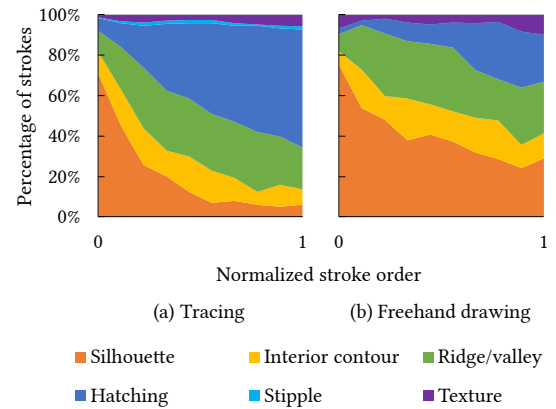 Percentage of strokes
100%
80%
60%
40%
20%
0%
0 1 0 1
Normalized stroke order
(a) Tracing (b) Freehand drawing
Silhouette Interior contour Ridge/valley
Hatching Stipple Texture